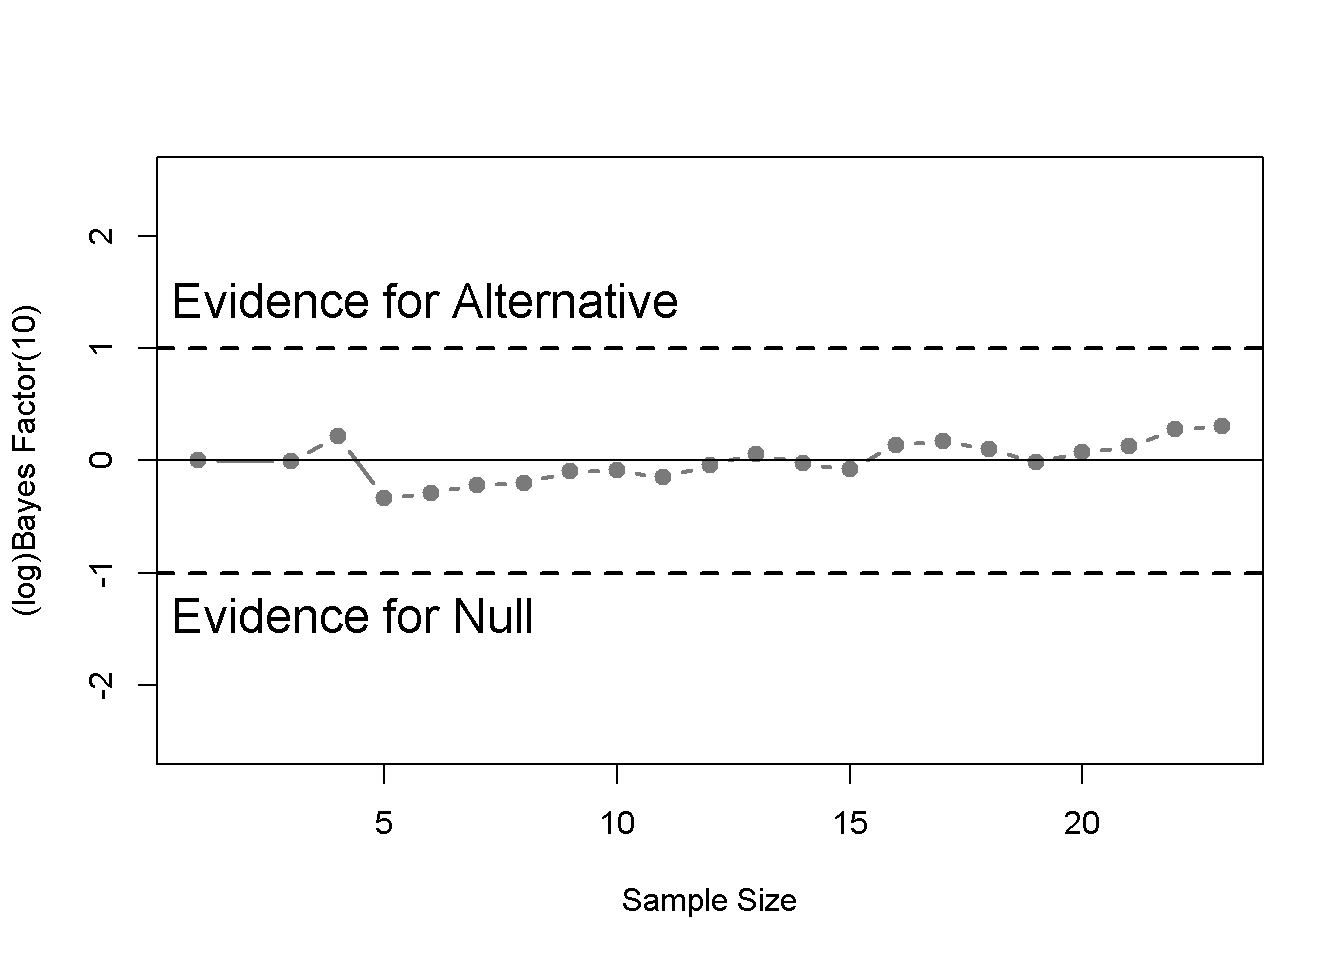 2
Evidence for Alternative
1
0
-1
Evidence for Null
-2
(log)Bayes Factor(10)
5 10 15 20
Sample Size